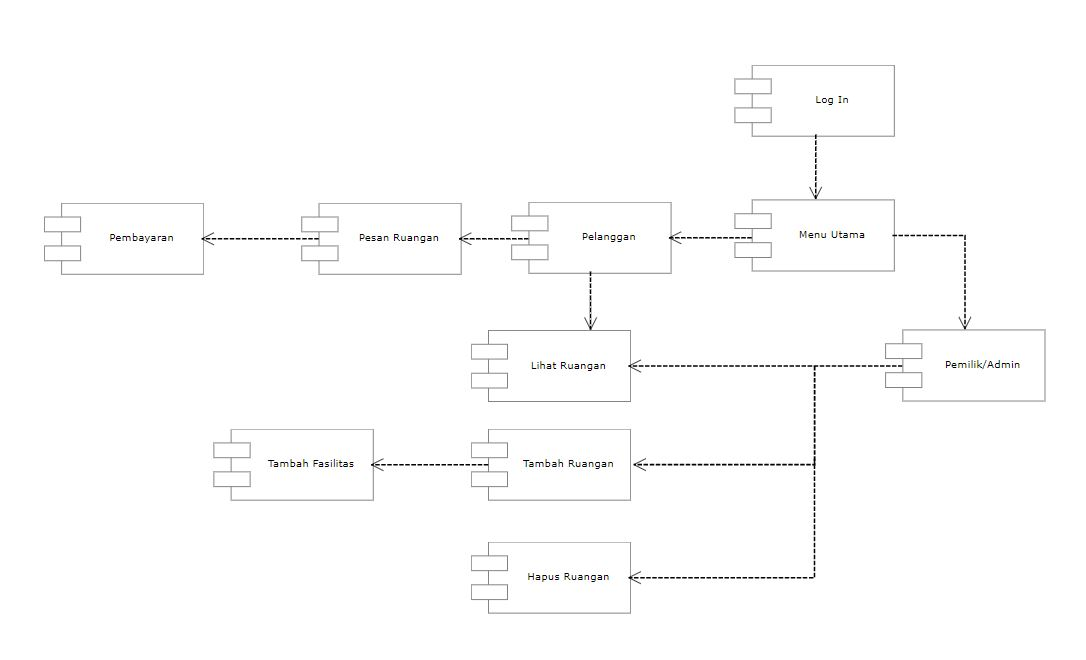 Log In
Pembayaran
Pesan Ruangan
Pelanggan
Menu Utama
Lihat Ruangan
Pemilik/Admin
Tambah Fasilitas
Tambah Ruangan
Hapus Ruangan